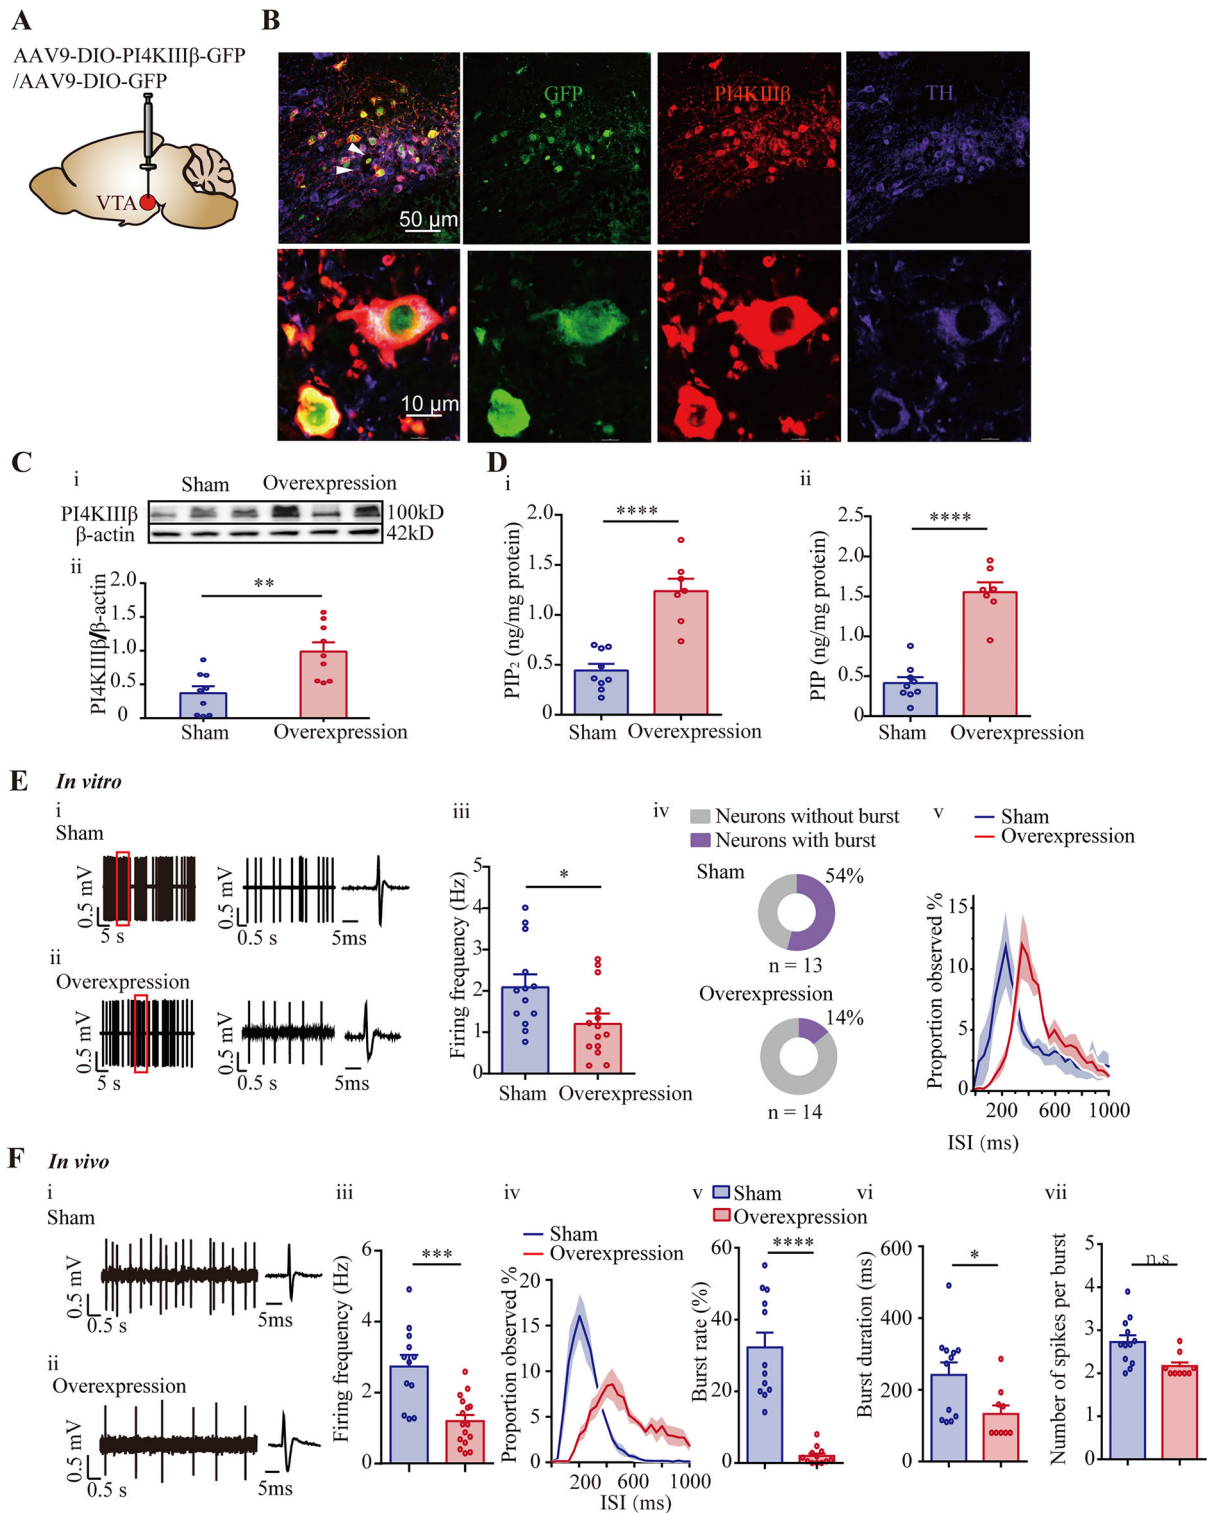 A
AAV9-DIO-PI4KIIIβ-GFP
/AAV9-DIO-GFP
VTA
B
GFP
PI4KIIIβ
TH
50 μm
10 μm
C
i
Sham
Overexpression
PI4KIIIβ
100kD
β-actin
42kD
ii
PI4KIIIβ/β-actin
2.0
1.5
1.0
0.5
0
**
Sham
Overexpression
D
i
PIP₂ (ng/mg protein)
2.0
1.5
1.0
0.5
0
****
Sham
Overexpression
ii
PIP (ng/mg protein)
2.5
2.0
1.5
1.0
0.5
0
****
Sham
Overexpression
E
In vitro
i
Sham
0.5 mV
5 s
0.5 mV
0.5 s
5ms
ii
Overexpression
0.5 mV
5 s
0.5 mV
0.5 s
5ms
iii
Firing frequency (Hz)
5
4
3
2
1
0
*
Sham
Overexpression
iv
Neurons without burst
Neurons with burst
Sham
54%
n = 13
Overexpression
14%
n = 14
v
Sham
Overexpression
Proportion observed %
15
10
5
0
200
600
1000
ISI (ms)
F
In vivo
i
Sham
0.5 mV
0.5 s
5ms
ii
Overexpression
0.5 mV
0.5 s
5ms
iii
Firing frequency (Hz)
6
4
2
0
***
iv
Sham
Overexpression
Proportion observed %
20
15
10
5
0
200
600
1000
ISI (ms)
v
Sham
Overexpression
Burst rate (%)
60
40
20
0
****
vi
Burst duration (ms)
600
400
200
0
*
vii
Number of spikes per burst
5
4
3
2
1
0
n.s